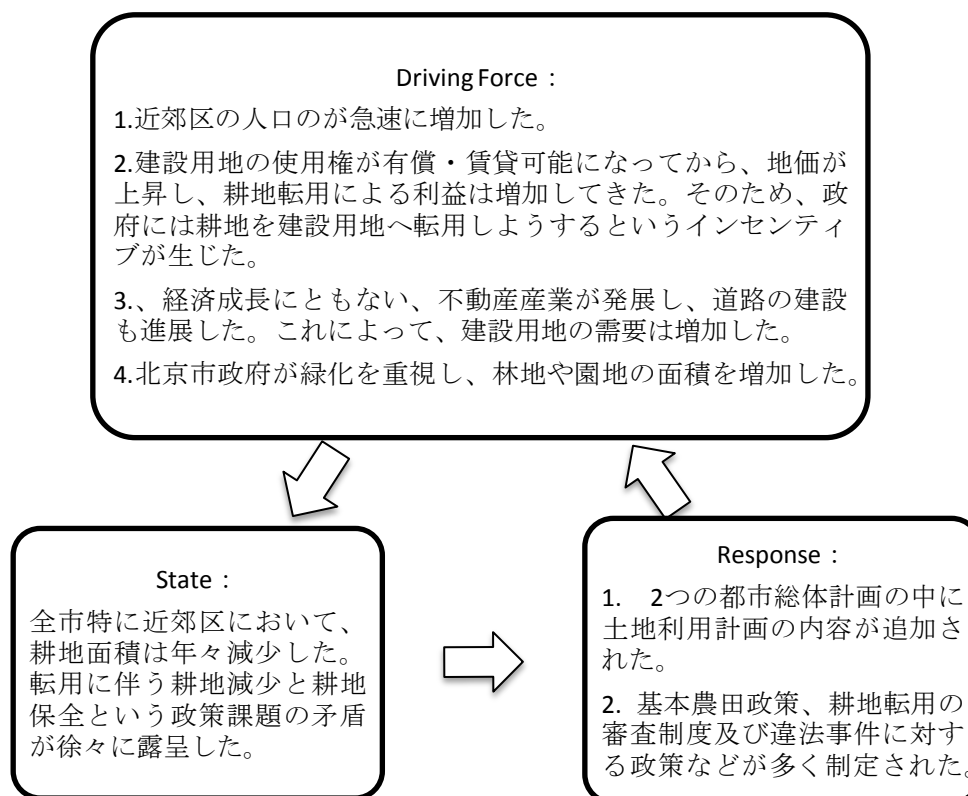 Driving Force：
1.近郊区の人口のが急速に増加した。
2.建設用地の使用権が有償・賃貸可能になってから、地価が
上昇し、耕地転用による利益は増加してきた。そのため、政
府には耕地を建設用地へ転用しようするというインセンティ
ブが生じた。
3.、経済成長にともない、不動産産業が発展し、道路の建設
も進展した。これによって、建設用地の需要は増加した。
4.北京市政府が緑化を重視し、林地や園地の面積を増加した。
State：
全市特に近郊区において、
耕地面積は年々減少した。
転用に伴う耕地減少と耕地
保全という政策課題の矛盾
が徐々に露呈した。
Response：
1. 2つの都市総体計画の中に
土地利用計画の内容が追加さ
れた。
2. 基本農田政策、耕地転用の
審査制度及び違法事件に対す
る政策などが多く制定された。